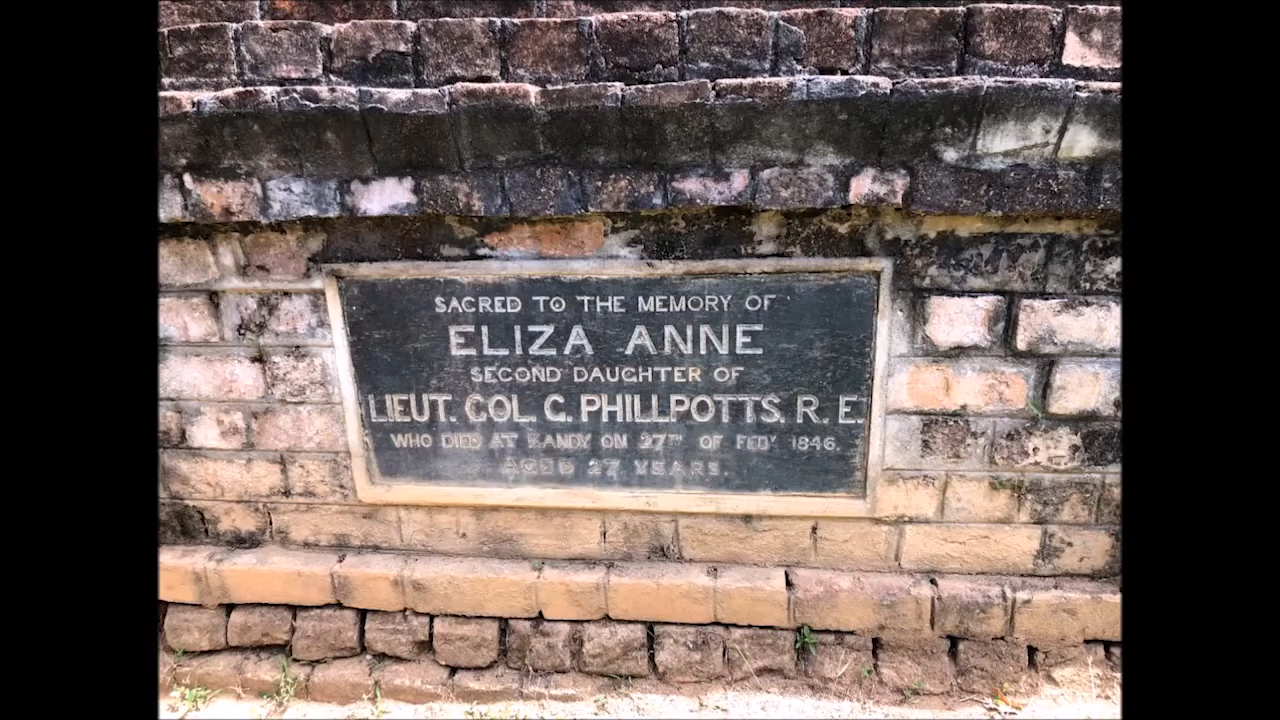 SACRED TO THE MEMORY OF
ELIZA ANNE
SECOND DAUGHTER OF
LIEUT. COL. G. PHILLPOTTS. R. E.
WHO DIED AT KANDY ON 27TH OF FEBY 1846.
AGED 27 YEARS.